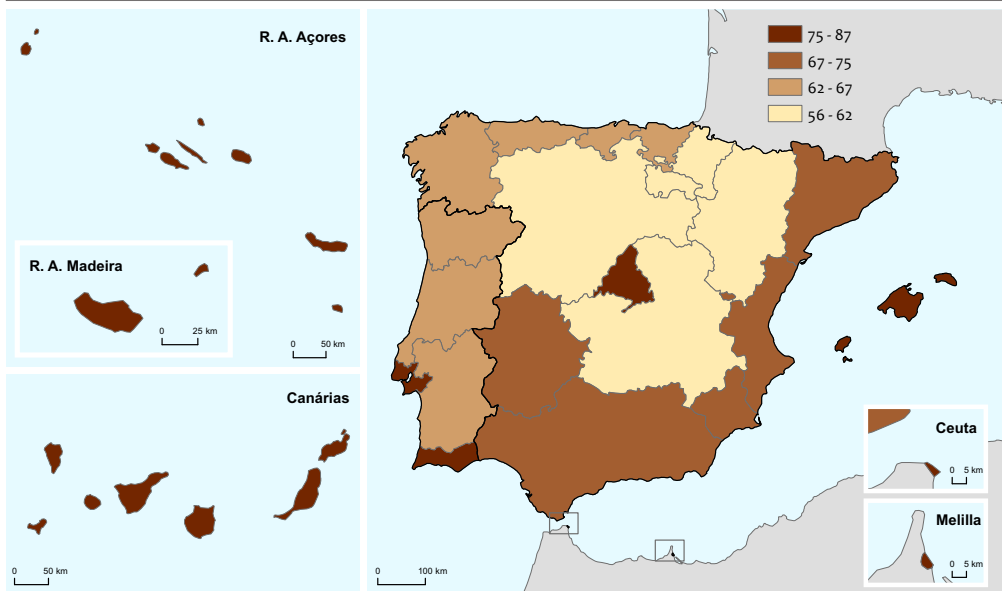 R. A. Açores
R. A. Madeira
0 25 km
0 50 km
Canárias
0 50 km
75 - 87
67 - 75
62 - 67
56 - 62
0 100 km
Ceuta
0 5 km
Melilla
0 5 km